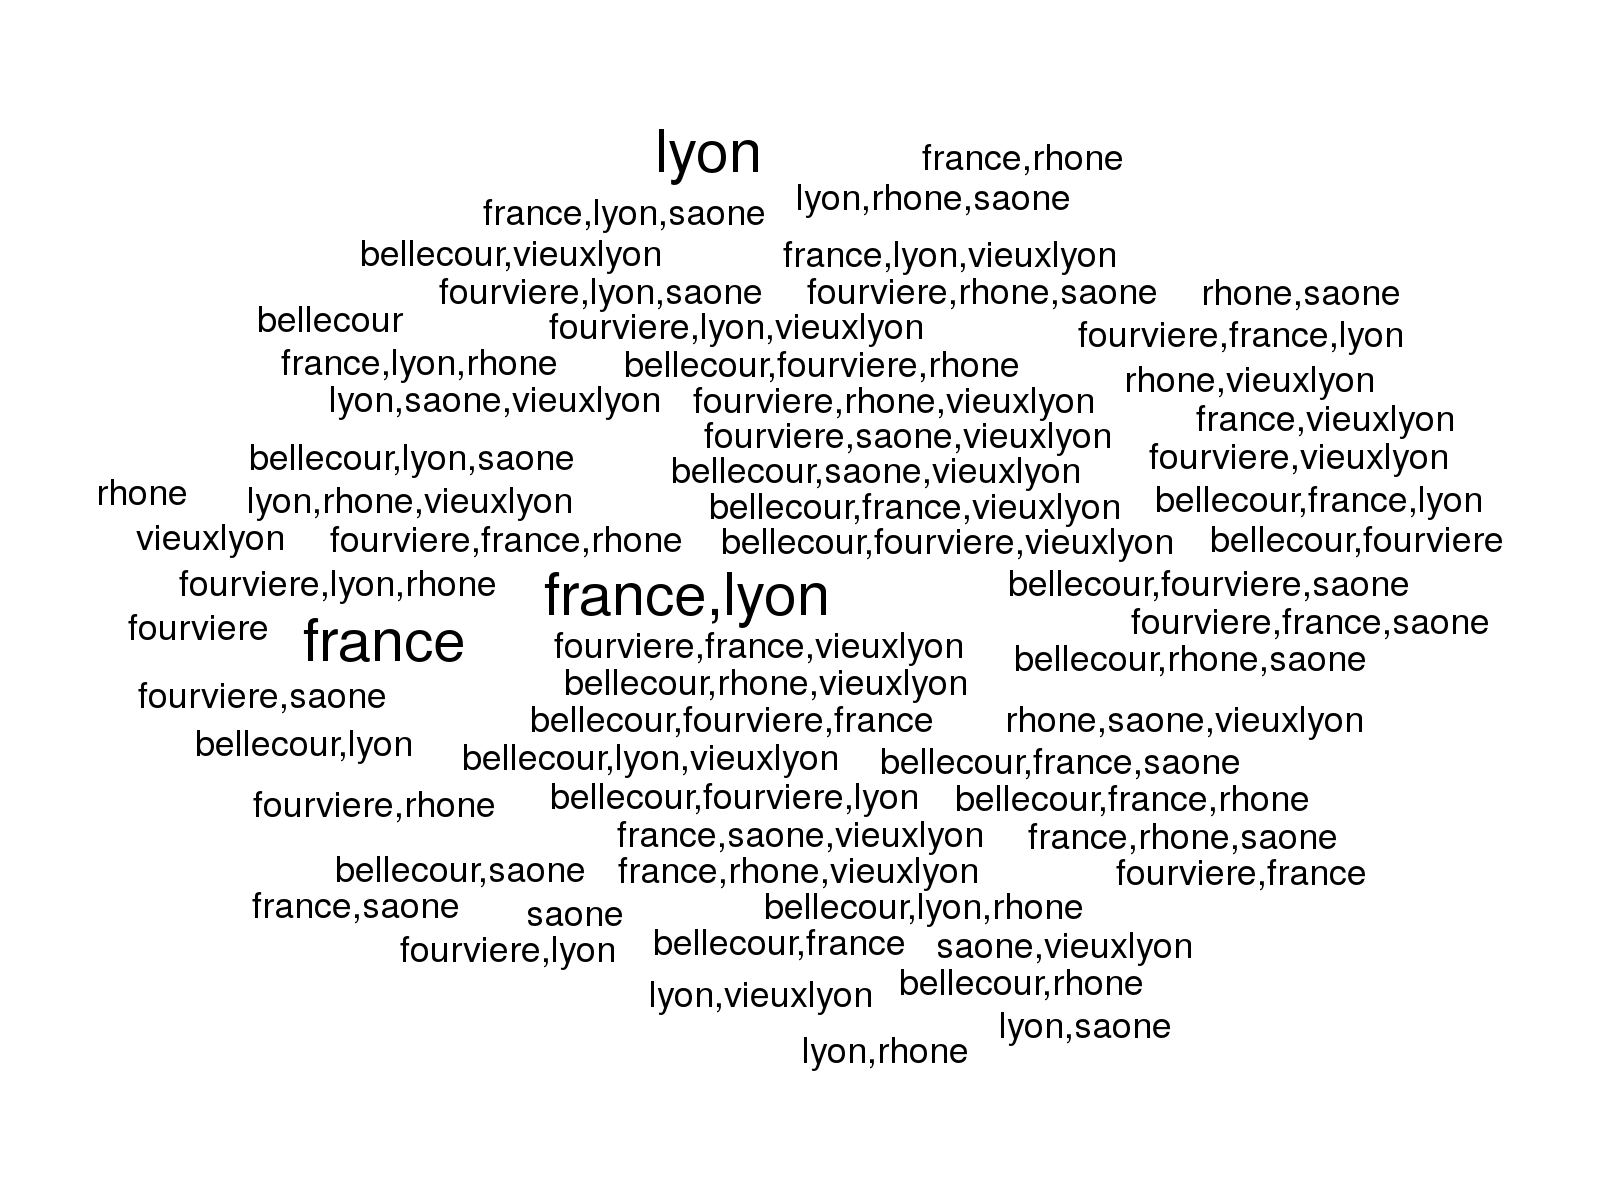 lyon
france,rhone
lyon,rhone,saone
france,lyon,saone
bellecour,vieuxlyon
france,lyon,vieuxlyon
fourviere,lyon,saone
fourviere,rhone,saone
rhone,saone
bellecour
fourviere,lyon,vieuxlyon
fourviere,france,lyon
france,lyon,rhone
bellecour,fourviere,rhone
rhone,vieuxlyon
lyon,saone,vieuxlyon
fourviere,rhone,vieuxlyon
france,vieuxlyon
fourviere,saone,vieuxlyon
bellecour,lyon,saone
fourviere,vieuxlyon
bellecour,saone,vieuxlyon
rhone
lyon,rhone,vieuxlyon
bellecour,france,vieuxlyon
bellecour,france,lyon
vieuxlyon
fourviere,france,rhone
bellecour,fourviere,vieuxlyon
bellecour,fourviere
fourviere,lyon,rhone
france,lyon
bellecour,fourviere,saone
fourviere
france
fourviere,france,saone
fourviere,france,vieuxlyon
bellecour,rhone,saone
fourviere,saone
bellecour,rhone,vieuxlyon
bellecour,fourviere,france
rhone,saone,vieuxlyon
bellecour,lyon
bellecour,lyon,vieuxlyon
bellecour,france,saone
fourviere,rhone
bellecour,fourviere,lyon
bellecour,france,rhone
france,saone,vieuxlyon
france,rhone,saone
bellecour,saone
france,rhone,vieuxlyon
fourviere,france
france,saone
saone
bellecour,lyon,rhone
fourviere,lyon
bellecour,france
saone,vieuxlyon
lyon,vieuxlyon
bellecour,rhone
lyon,saone
lyon,rhone